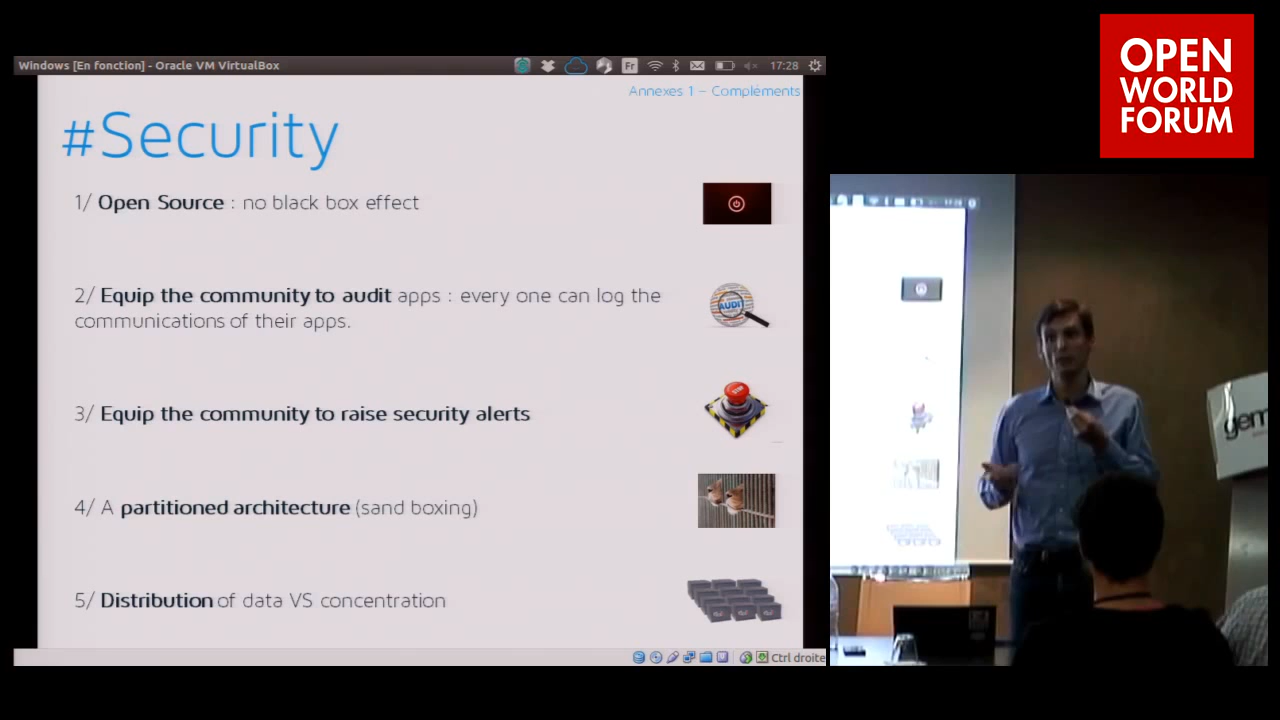 Windows [En fonction] - Oracle VM VirtualBox
Fr
17:28
OPEN
WORLD
FORUM
Annexes 1 – Compléments
#Security
1/ Open Source : no black box effect
2/ Equip the community to audit apps : every one can log the
communications of their apps.
AUDIT
3/ Equip the community to raise security alerts
STOP
4/ A partitioned architecture (sand boxing)
5/ Distribution of data VS concentration
Ctrl droite
gem